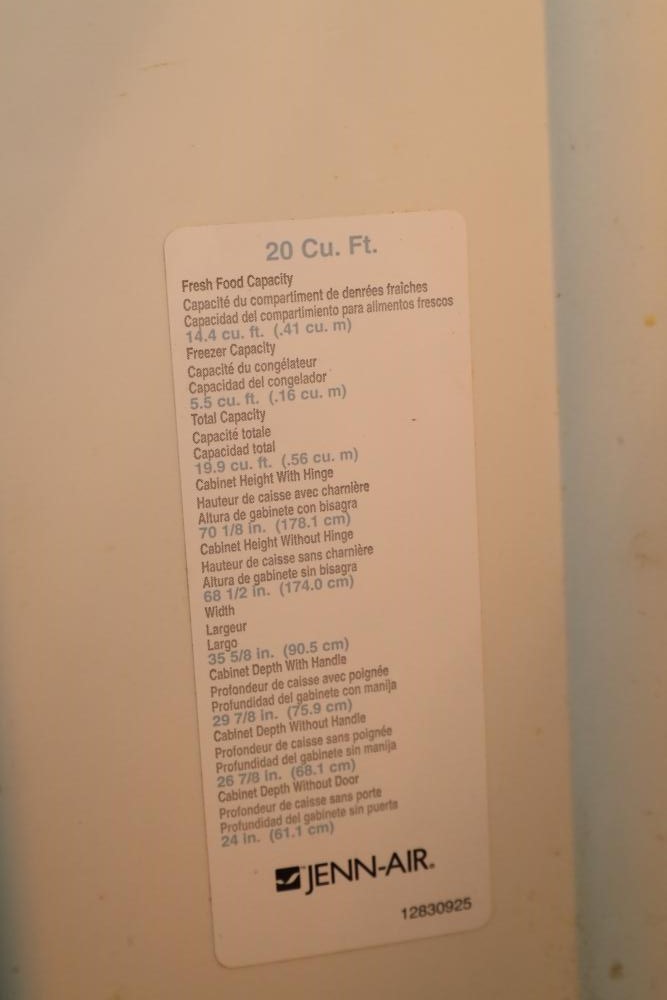 20 Cu. Ft.
Fresh Food Capacity
Capacité du compartiment de denrées fraîches
Capacidad del compartimiento para alimentos frescos
14.4 cu. ft. (.41 cu. m)
Freezer Capacity
Capacité du congélateur
Capacidad del congelador
5.5 cu. ft. (.16 cu. m)
Total Capacity
Capacité totale
Capacidad total
19.9 cu. ft. (.56 cu. m)
Cabinet Height With Hinge
Hauteur de caisse avec charnière
Altura de gabinete con bisagra
70 1/8 in. (178.1 cm)
Cabinet Height Without Hinge
Hauteur de caisse sans charnière
Altura de gabinete sin bisagra
68 1/2 in. (174.0 cm)
Width
Largeur
Largo
35 5/8 in. (90.5 cm)
Cabinet Depth With Handle
Profondeur de caisse avec poignée
Profundidad del gabinete con manija
29 7/8 in. (75.9 cm)
Cabinet Depth Without Handle
Profondeur de caisse sans poignée
Profundidad del gabinete sin manija
26 7/8 in. (68.1 cm)
Cabinet Depth Without Door
Profondeur de caisse sans porte
Profundidad del gabinete sin puerta
24 in. (61.1 cm)
JENN-AIR®
12830925